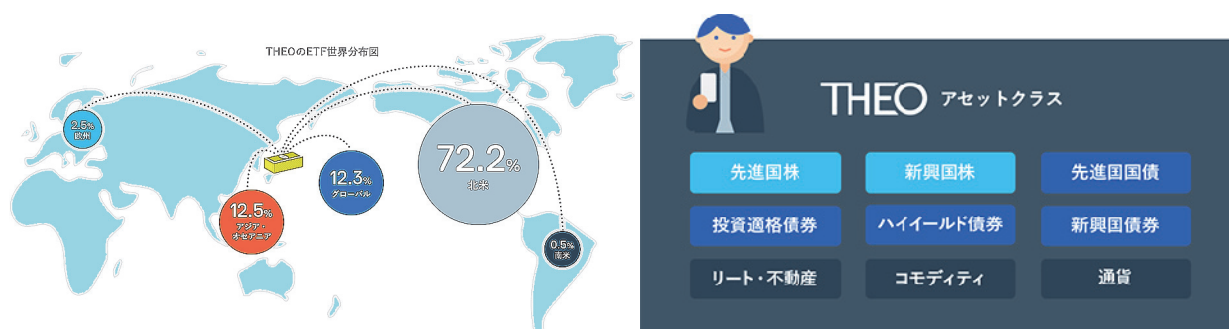 THEOのETF世界分布図
2.5%
欧州
72.2%
北米
12.3%
グローバル
12.5%
アジア・
オセアニア
0.5%
南米
THEO アセットクラス
先進国株
新興国株
先進国国債
投資適格債券
ハイイールド債券
新興国債券
リート・不動産
コモディティ
通貨